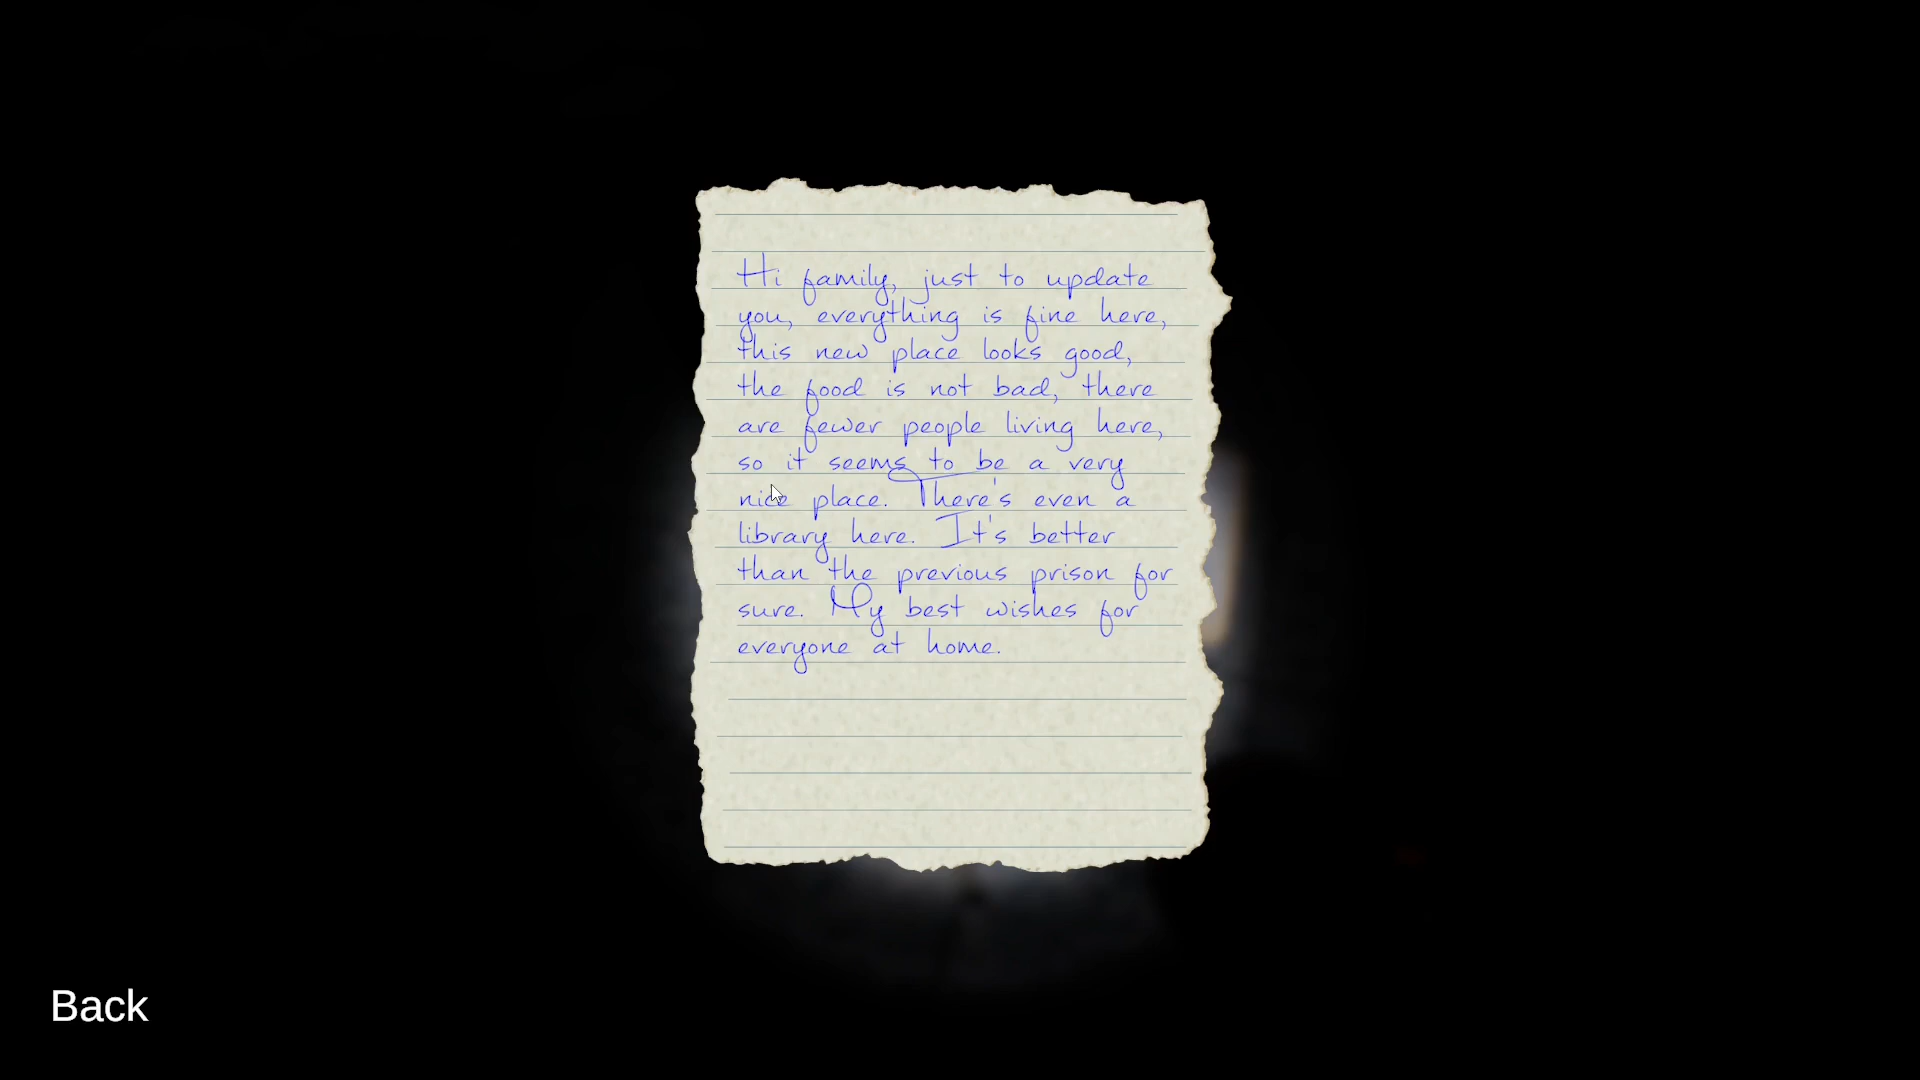 Hi family, just to update
you, everything is fine here,
this new place looks good,
the food is not bad, there
are fewer people living here,
so it seems to be a very
nice place. There's even a
library here. It's better
than the previous prison for
sure. My best wishes for
everyone at home.
Back